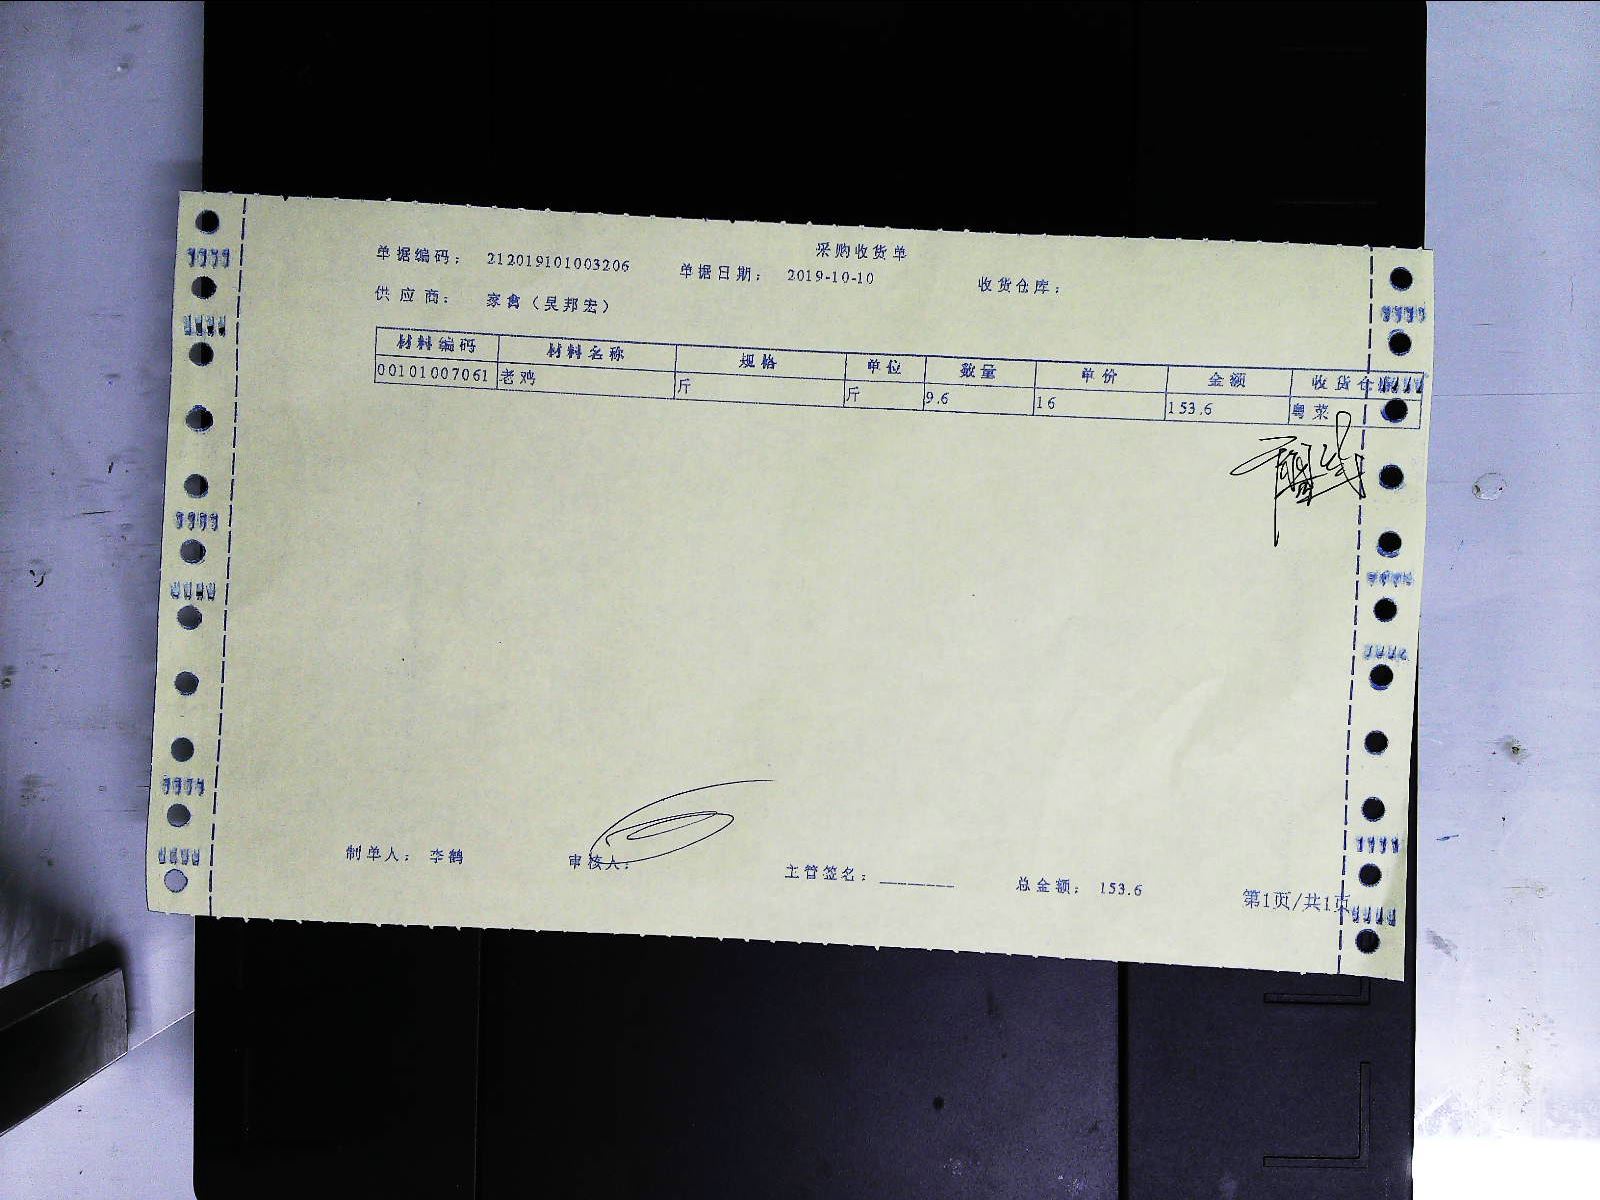 采购收货单
单据编码： 212019101003206 单据日期： 2019-10-10 收货仓库：
供应商： 家禽（吴邦宏）
材料编码 材料名称 规格 单位 数量 单价 金额 收货仓
00101007061 老鸡 斤 斤 9.6 16 153.6 粤菜
制单人： 李鹤 审核人： 主管签名：________ 总金额： 153.6
第1页/共1页